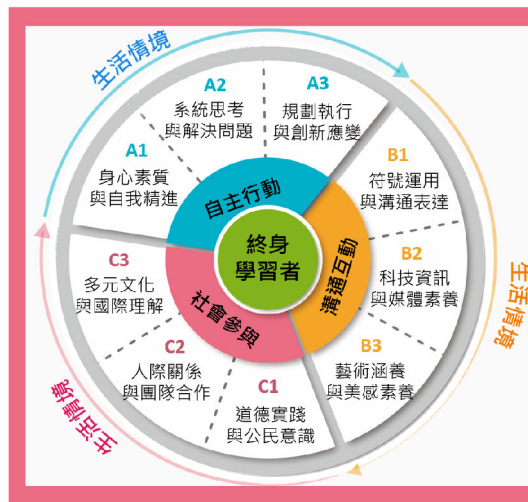 生活情境
A1
身心素質
與自我精進
A2
系統思考
與解決問題
A3
規劃執行
與創新應變
B1
符號運用
與溝通表達
B2
科技資訊
與媒體素養
B3
藝術涵養
與美感素養
C1
道德實踐
與公民意識
C2
人際關係
與團隊合作
C3
多元文化
與國際理解
自主行動
溝通互動
社會參與
終身
學習者
生活情境
生活情境